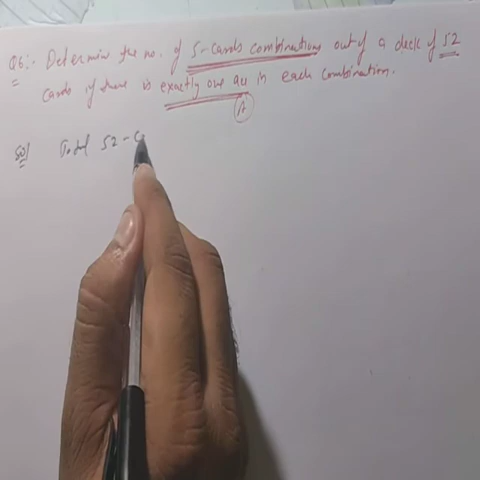 Q6:- Determine the no. of 5-Cards combinations out of a deck of 52
Cards if there is exactly one ace in each combination.
A
Sol Total 52-C